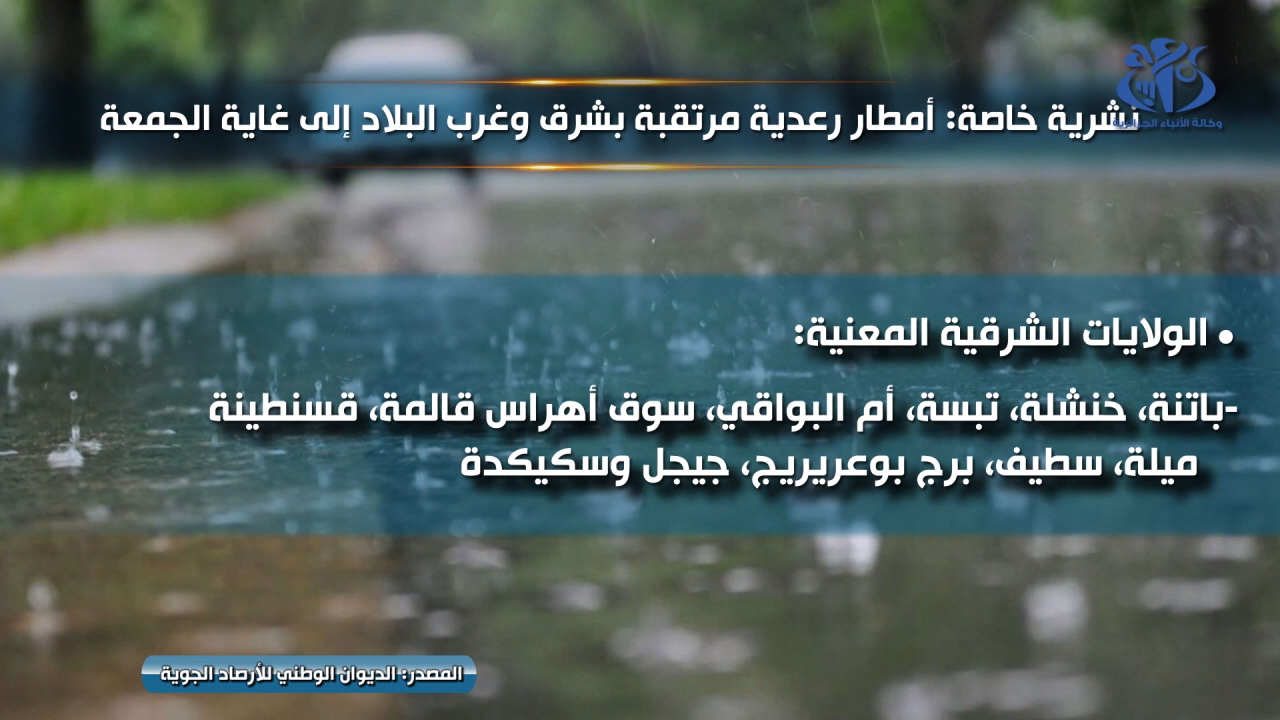 وكالة الأنباء الجزائرية
نشرية خاصة: أمطار رعدية مرتقبة بشرق وغرب البلاد إلى غاية الجمعة
• الولايات الشرقية المعنية:
-باتنة، خنشلة، تبسة، أم البواقي، سوق أهراس قالمة، قسنطينة
ميلة، سطيف، برج بوعريريج، جيجل وسكيكدة
المصدر: الديوان الوطني للأرصاد الجوية